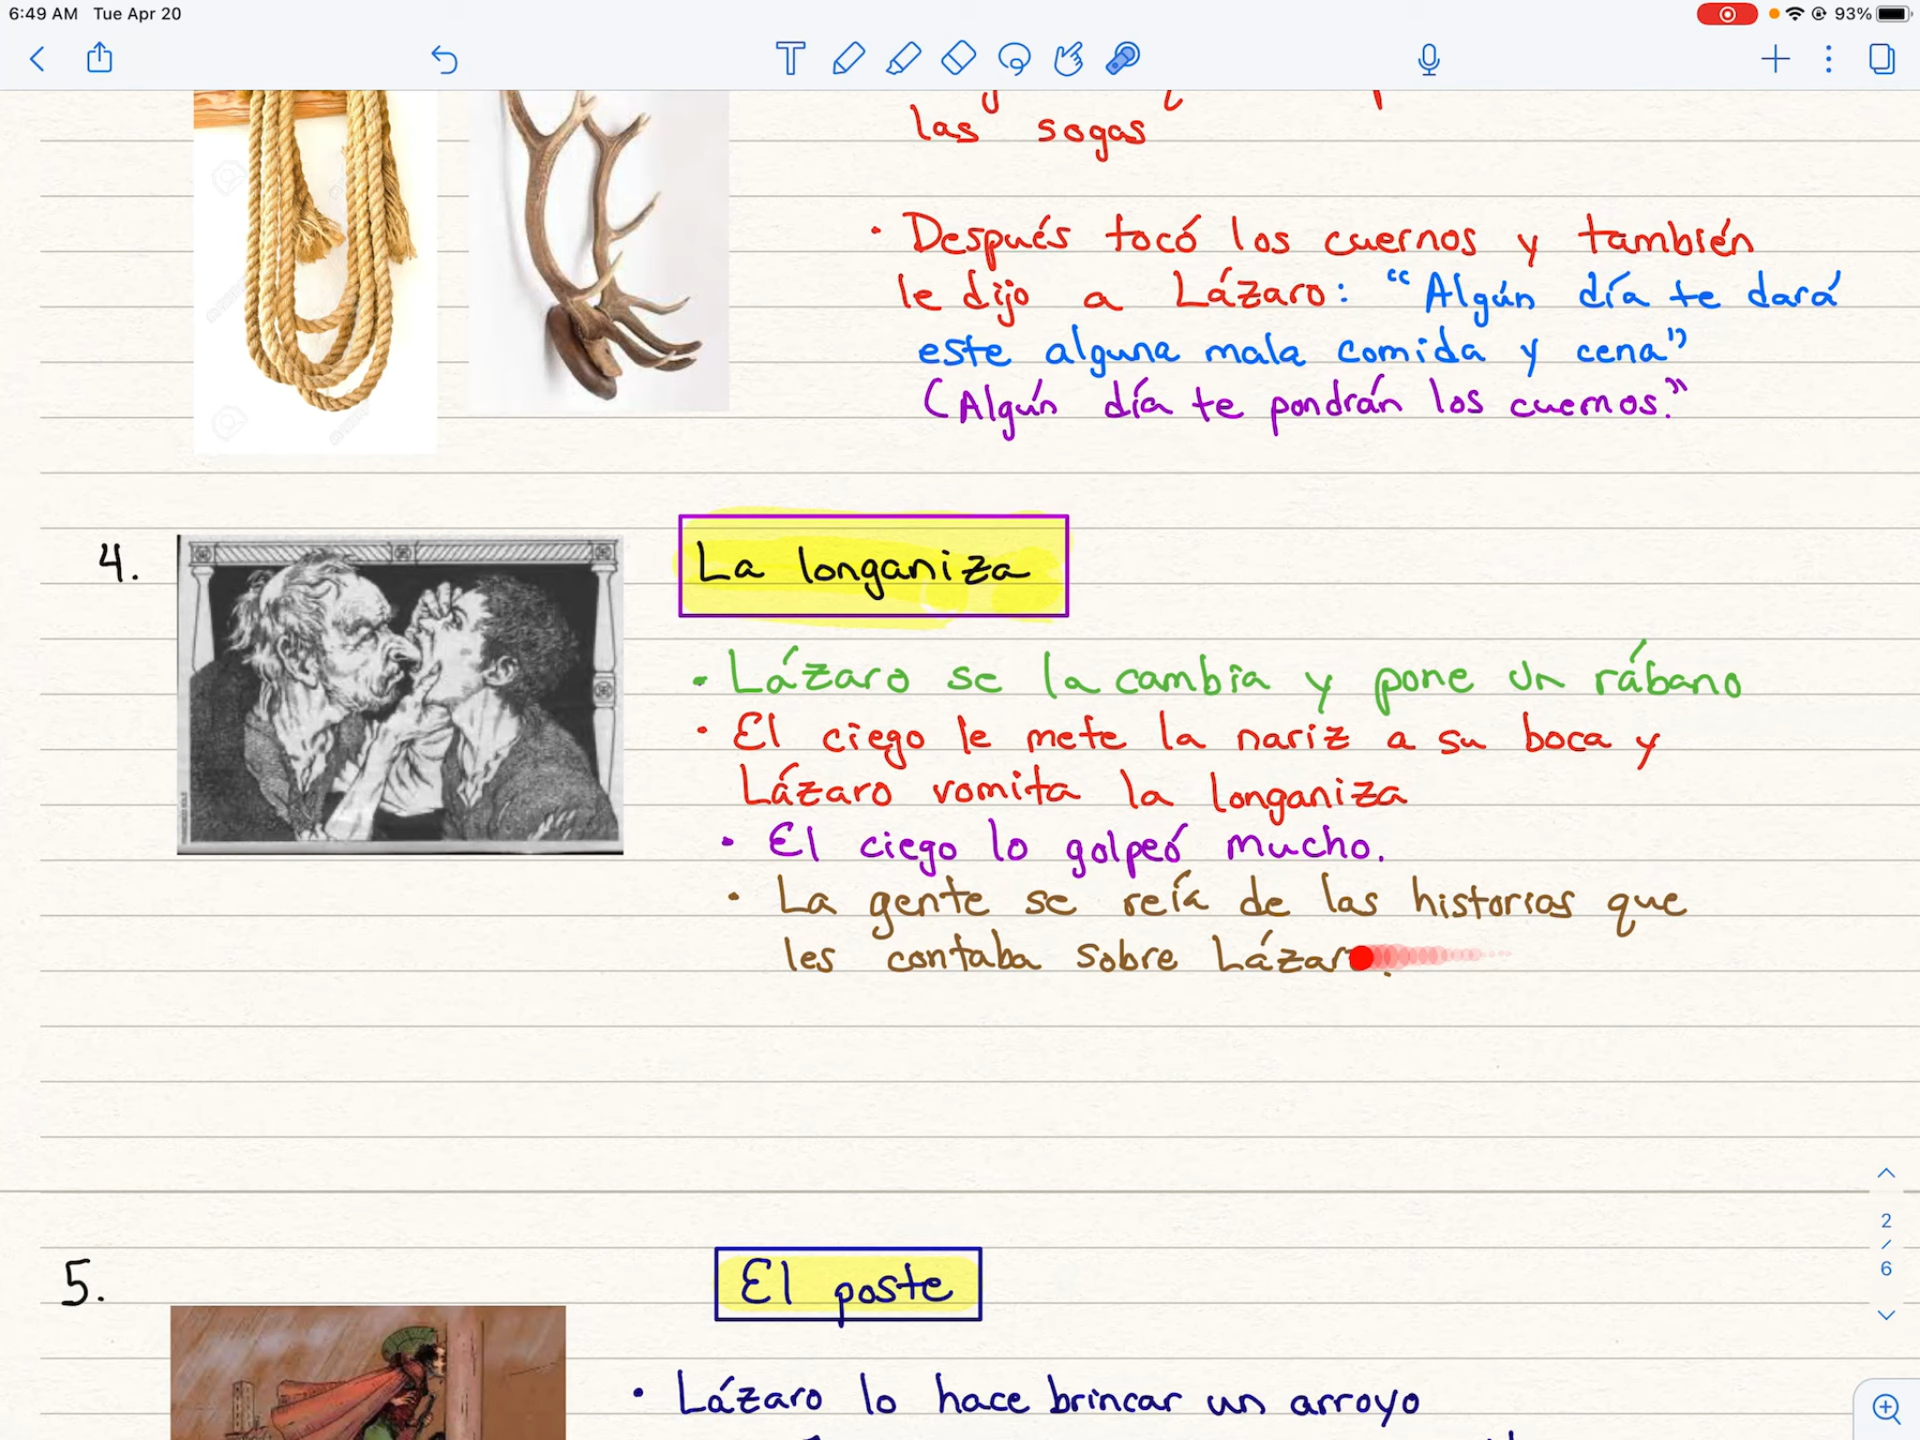 6:49 AM Tue Apr 20
93%
las sogas
• Después tocó los cuernos y también
le dijo a Lázaro: "Algún día te dará
este alguna mala comida y cena"
(Algún día te pondrán los cuernos."
4.
La longaniza
• Lázaro se la cambia y pone un rábano
• El ciego le mete la nariz a su boca y
Lázaro vomita la longaniza
• El ciego lo golpeó mucho.
• La gente se reía de las historias que
les contaba sobre Lázaro.
2
/
6
5.
El poste
• Lázaro lo hace brincar un arroyo